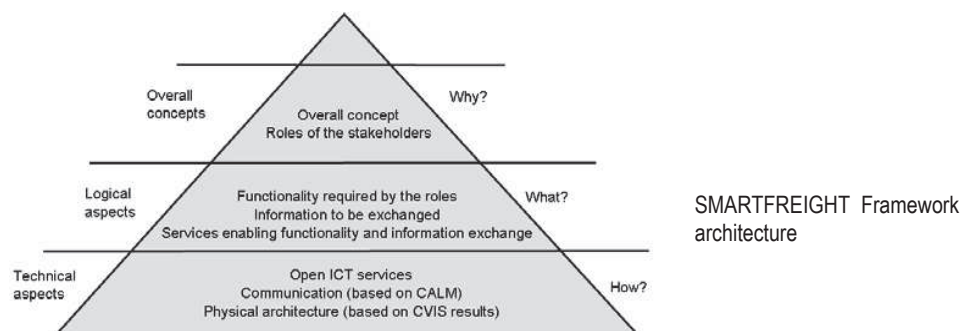 Overall
concepts
Why?
Overall concept
Roles of the stakeholders
Logical
aspects
What?
Functionality required by the roles
Information to be exchanged
Services enabling functionality and information exchange
SMARTFREIGHT Framework
architecture
Technical
aspects
How?
Open ICT services
Communication (based on CALM)
Physical architecture (based on CVIS results)